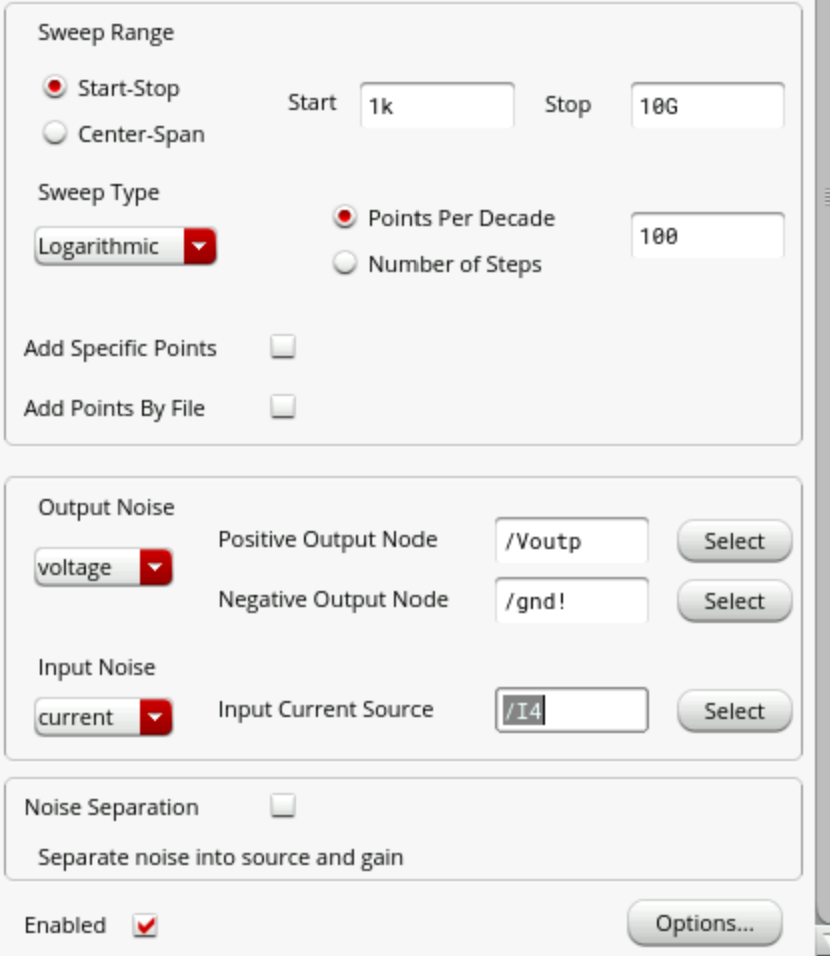 Sweep Range
Start-Stop
Start 1k Stop 10G
Center-Span
Sweep Type
Points Per Decade
Logarithmic
100
Number of Steps
Add Specific Points
Add Points By File
Output Noise
Positive Output Node /Voutp Select
voltage
Negative Output Node /gnd! Select
Input Noise
current
Input Current Source /I4 Select
Noise Separation
Separate noise into source and gain
Enabled
Options...